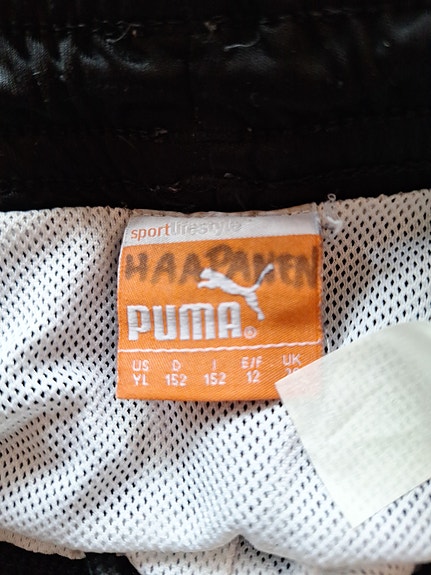 sportlifestyle
HAAPANEN
PUMA®
US D I E/F UK
YL 152 152 12